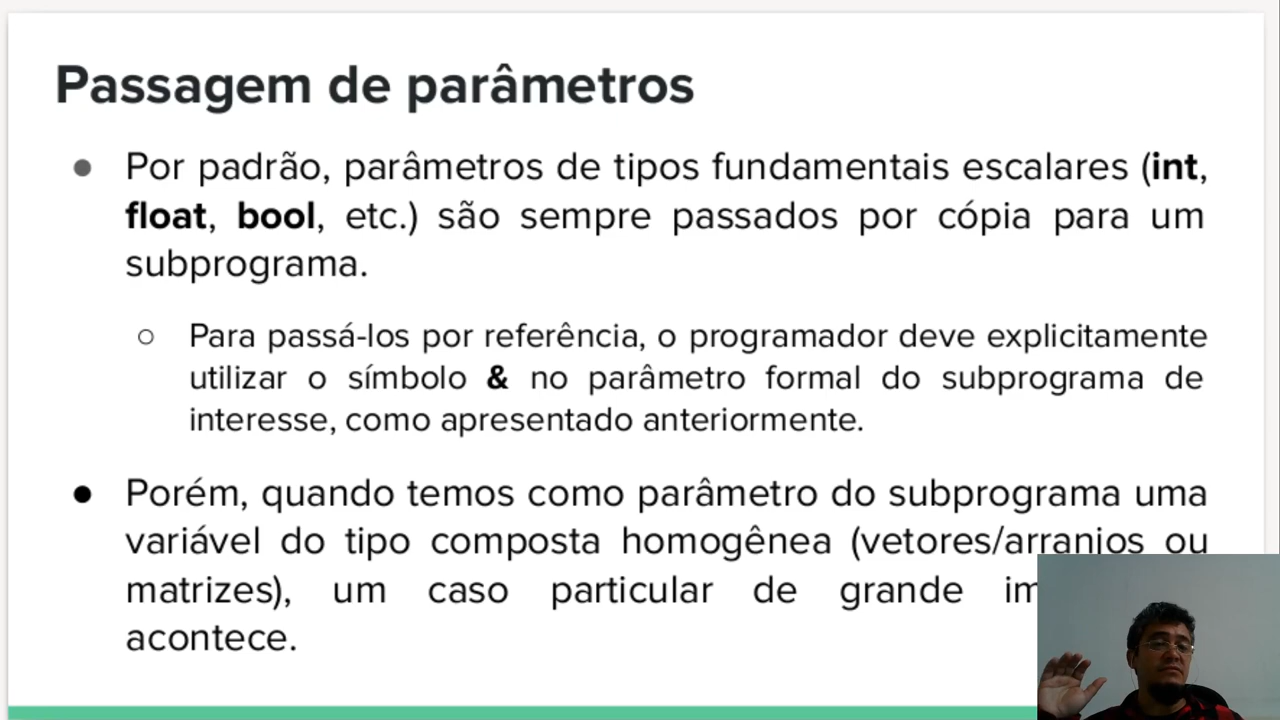 Passagem de parâmetros
● Por padrão, parâmetros de tipos fundamentais escalares (int,
float, bool, etc.) são sempre passados por cópia para um
subprograma.
○ Para passá-los por referência, o programador deve explicitamente
utilizar o símbolo & no parâmetro formal do subprograma de
interesse, como apresentado anteriormente.
● Porém, quando temos como parâmetro do subprograma uma
variável do tipo composta homogênea (vetores/arranjos ou
matrizes), um caso particular de grande
acontece.